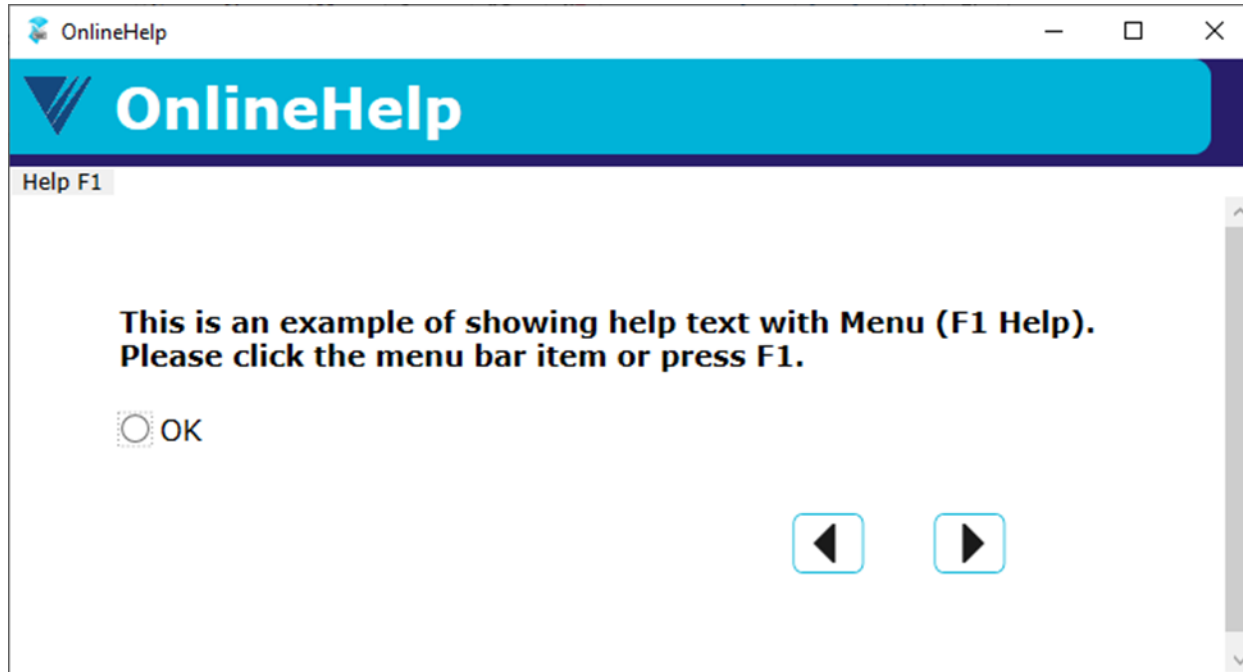 OnlineHelp
OnlineHelp
Help F1
This is an example of showing help text with Menu (F1 Help).
Please click the menu bar item or press F1.
OK